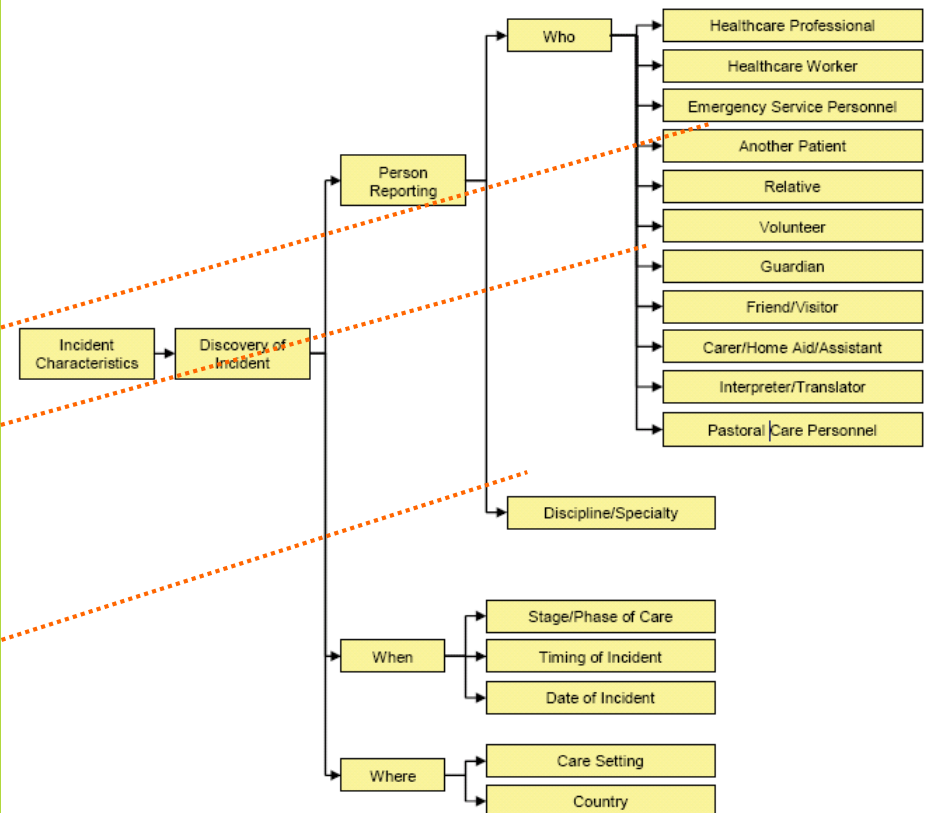 Who
Healthcare Professional
Healthcare Worker
Emergency Service Personnel
Another Patient
Relative
Volunteer
Guardian
Friend/Visitor
Carer/Home Aid/Assistant
Interpreter/Translator
Pastoral Care Personnel
Person
Reporting
Incident
Characteristics
Discovery of
Incident
Discipline/Specialty
When
Stage/Phase of Care
Timing of Incident
Date of Incident
Where
Care Setting
Country